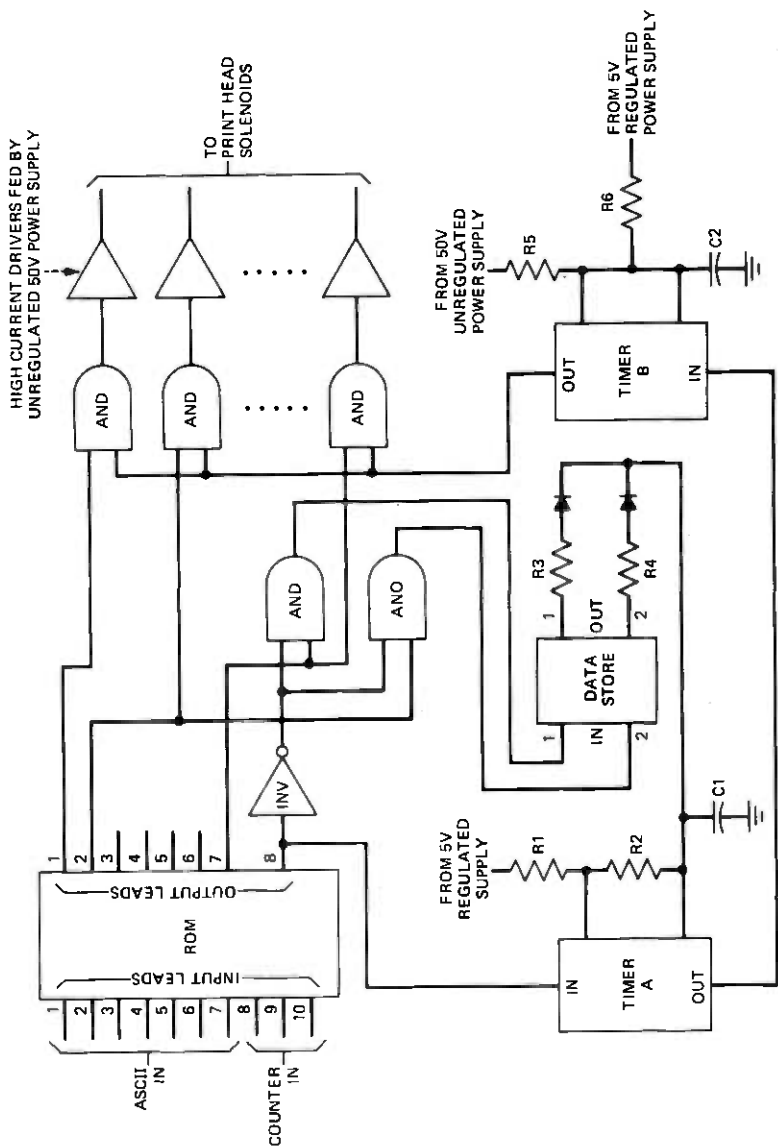 HIGH CURRENT DRIVERS FED BY
UNREGULATED 50V POWER SUPPLY
TO
PRINT HEAD
SOLENOIDS
AND
AND
AND
AND
ANO
INV
ROM
INPUT LEADS
OUTPUT LEADS
1
2
3
4
5
6
7
8
9
10
1
2
3
4
5
6
7
8
ASCII
IN
COUNTER
IN
FROM 5V
REGULATED
SUPPLY
R1
R2
C1
IN
TIMER
A
OUT
1
IN
2
DATA
STORE
1
OUT
2
R3
R4
FROM 50V
UNREGULATED
POWER SUPPLY
R5
FROM 5V
REGULATED
POWER SUPPLY
R6
C2
OUT
TIMER
B
IN